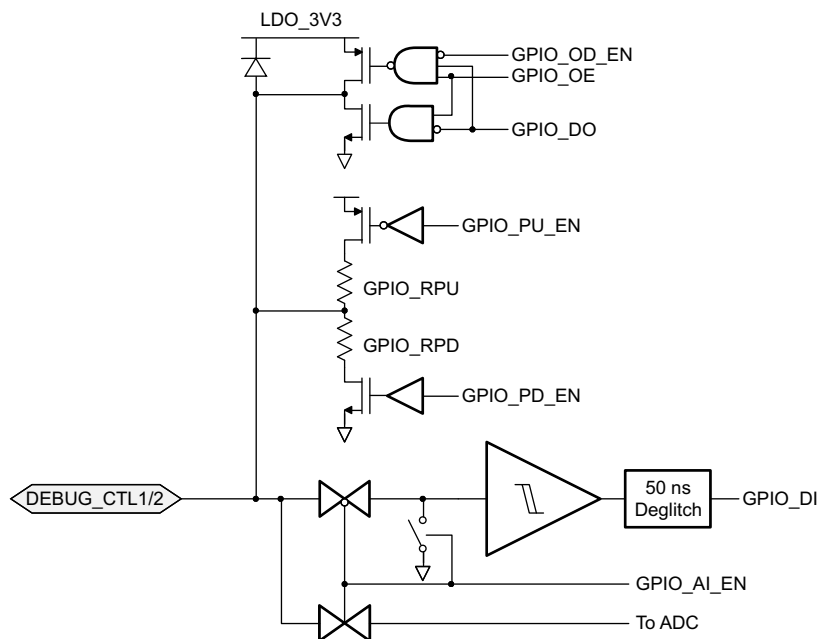 LDO_3V3
GPIO_OD_EN
GPIO_OE
GPIO_DO
GPIO_PU_EN
GPIO_RPU
GPIO_RPD
GPIO_PD_EN
DEBUG_CTL1/2
50 ns
Deglitch
GPIO_DI
GPIO_AI_EN
To ADC